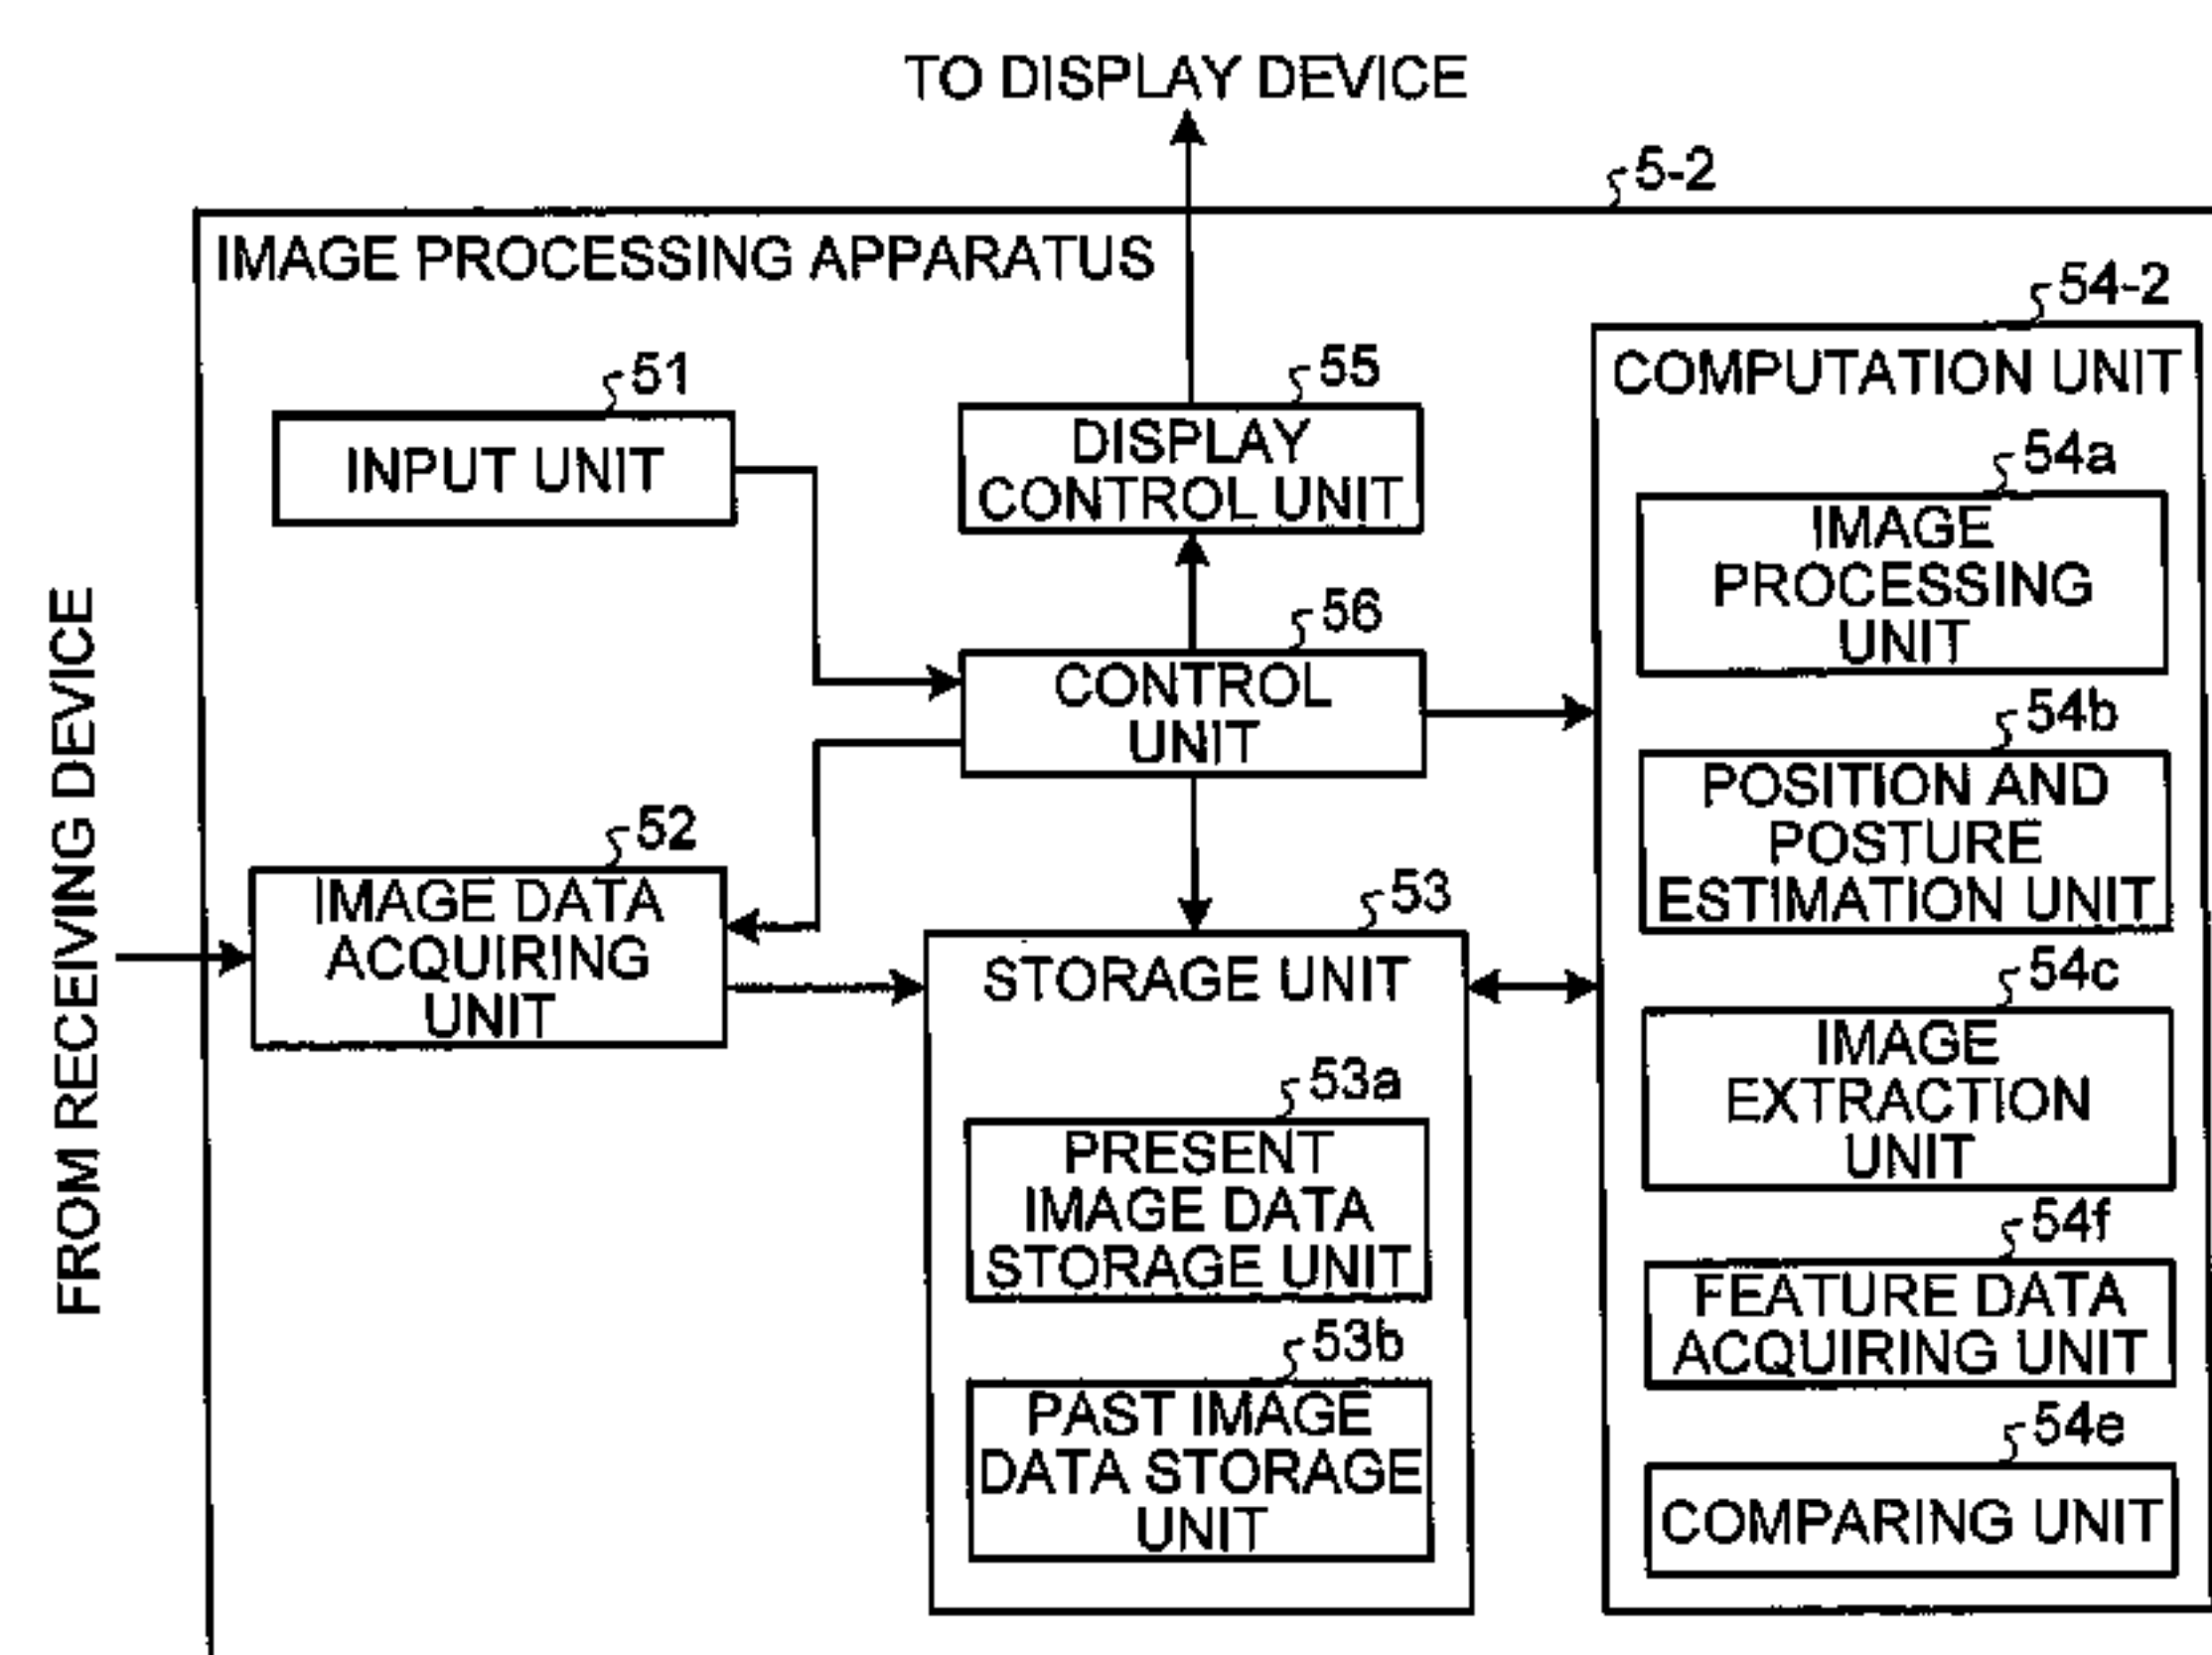 TO DISPLAY DEVICE
5-2
IMAGE PROCESSING APPARATUS
54-2
COMPUTATION UNIT
51
INPUT UNIT
55
DISPLAY
CONTROL UNIT
54a
IMAGE
PROCESSING
UNIT
56
CONTROL
UNIT
54b
POSITION AND
POSTURE
ESTIMATION UNIT
FROM RECEIVING DEVICE
52
IMAGE DATA
ACQUIRING
UNIT
53
STORAGE UNIT
54c
IMAGE
EXTRACTION
UNIT
53a
PRESENT
IMAGE DATA
STORAGE UNIT
54f
FEATURE DATA
ACQUIRING UNIT
53b
PAST IMAGE
DATA STORAGE
UNIT
54e
COMPARING UNIT